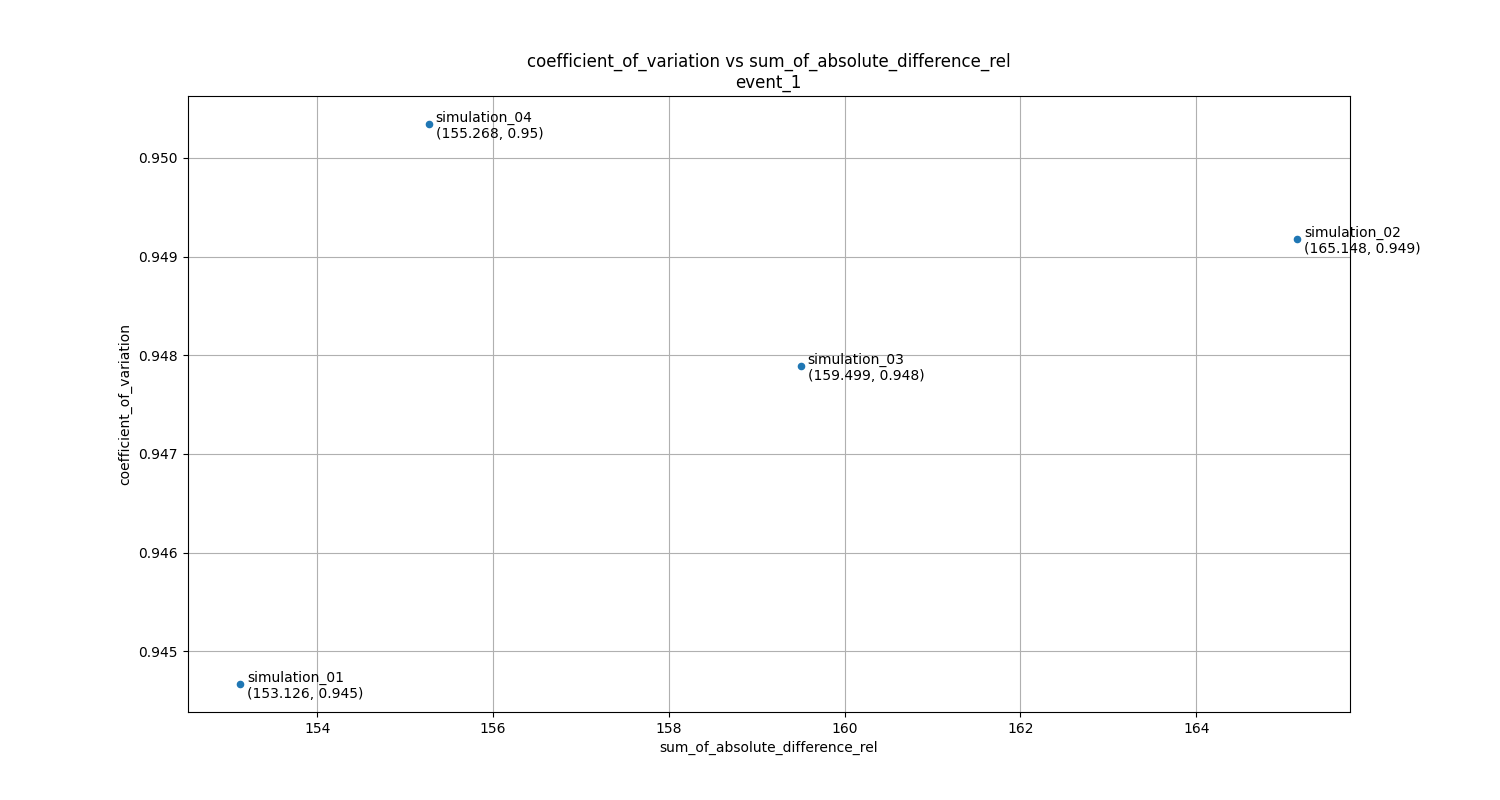 coefficient_of_variation vs sum_of_absolute_difference_rel
event_1
simulation_04
(155.268, 0.95)
0.950
simulation_02
(165.148, 0.949)
0.949
0.948
simulation_03
(159.499, 0.948)
coefficient_of_variation
0.947
0.946
0.945
simulation_01
(153.126, 0.945)
154
156
158
160
162
164
sum_of_absolute_difference_rel